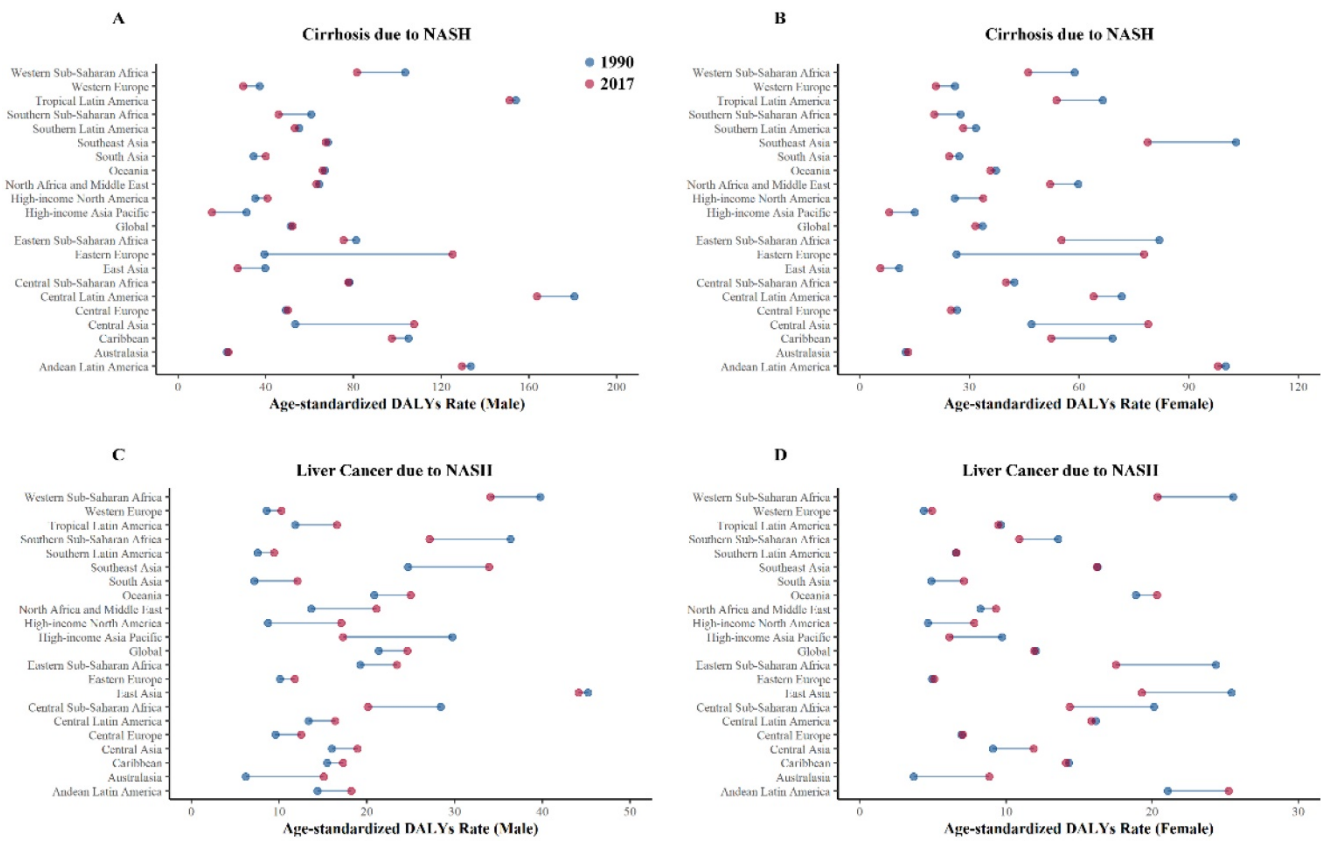 A
Cirrhosis due to NASH
1990
2017
Western Sub-Saharan Africa
Western Europe
Tropical Latin America
Southern Sub-Saharan Africa
Southern Latin America
Southeast Asia
South Asia
Oceania
North Africa and Middle East
High-income North America
High-income Asia Pacific
Global
Eastern Sub-Saharan Africa
Eastern Europe
East Asia
Central Sub-Saharan Africa
Central Latin America
Central Europe
Central Asia
Caribbean
Australasia
Andean Latin America
0 40 80 120 160 200
Age-standardized DALYs Rate (Male)
B
Cirrhosis due to NASH
Western Sub-Saharan Africa
Western Europe
Tropical Latin America
Southern Sub-Saharan Africa
Southern Latin America
Southeast Asia
South Asia
Oceania
North Africa and Middle East
High-income North America
High-income Asia Pacific
Global
Eastern Sub-Saharan Africa
Eastern Europe
East Asia
Central Sub-Saharan Africa
Central Latin America
Central Europe
Central Asia
Caribbean
Australasia
Andean Latin America
0 30 60 90 120
Age-standardized DALYs Rate (Female)
C
Liver Cancer due to NASH
Western Sub-Saharan Africa
Western Europe
Tropical Latin America
Southern Sub-Saharan Africa
Southern Latin America
Southeast Asia
South Asia
Oceania
North Africa and Middle East
High-income North America
High-income Asia Pacific
Global
Eastern Sub-Saharan Africa
Eastern Europe
East Asia
Central Sub-Saharan Africa
Central Latin America
Central Europe
Central Asia
Caribbean
Australasia
Andean Latin America
0 10 20 30 40 50
Age-standardized DALYs Rate (Male)
D
Liver Cancer due to NASH
Western Sub-Saharan Africa
Western Europe
Tropical Latin America
Southern Sub-Saharan Africa
Southern Latin America
Southeast Asia
South Asia
Oceania
North Africa and Middle East
High-income North America
High-income Asia Pacific
Global
Eastern Sub-Saharan Africa
Eastern Europe
East Asia
Central Sub-Saharan Africa
Central Latin America
Central Europe
Central Asia
Caribbean
Australasia
Andean Latin America
0 10 20 30
Age-standardized DALYs Rate (Female)